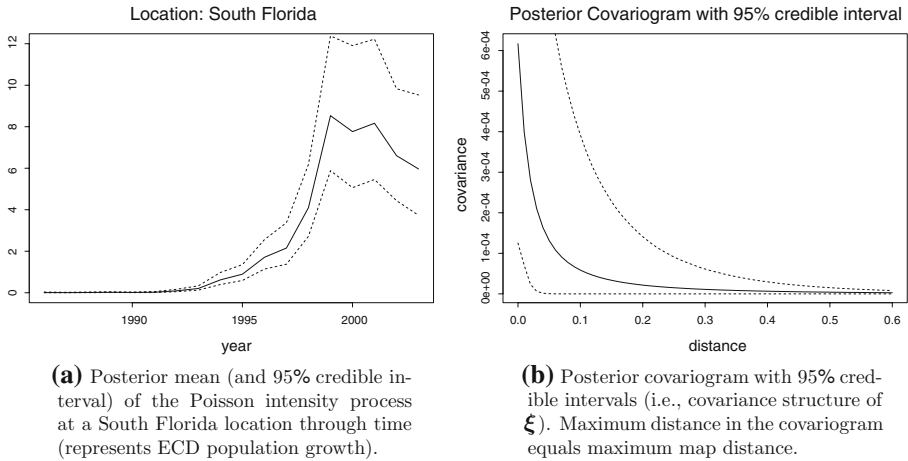 Location: South Florida
12
10
8
6
4
2
0
1990
1995
2000
year
(a) Posterior mean (and 95% credible in-
terval) of the Poisson intensity process
at a South Florida location through time
(represents ECD population growth).
Posterior Covariogram with 95% credible interval
covariance
6e-04
5e-04
4e-04
3e-04
2e-04
1e-04
0e+00
0.0
0.1
0.2
0.3
0.4
0.5
0.6
distance
(b) Posterior covariogram with 95% cred-
ible intervals (i.e., covariance structure of
ξ). Maximum distance in the covariogram
equals maximum map distance.